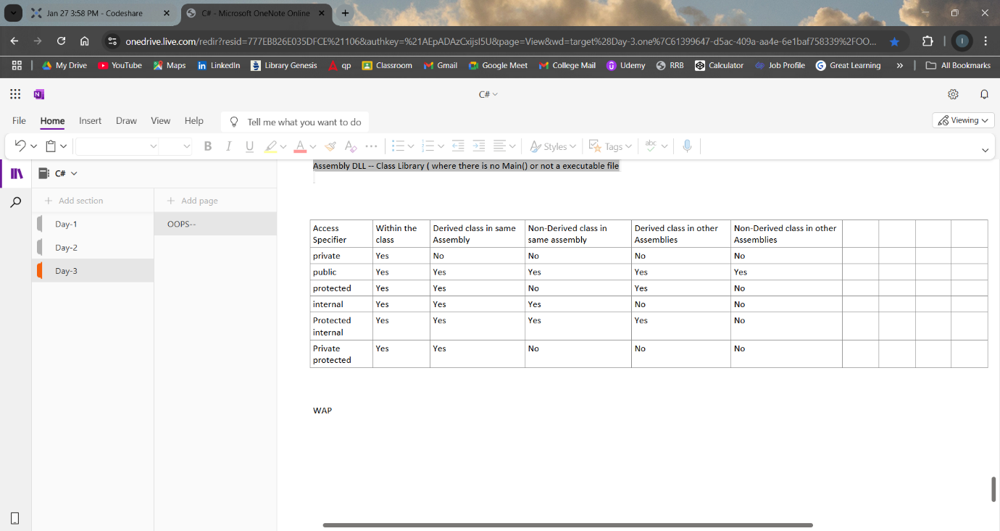 Jan 27 3:58 PM - Codeshare
C# - Microsoft OneNote Online
onedrive.live.com/redir?resid=777EB826E035DFCE%21106&authkey=%21AEpADAzCxijsI5U&page=View&wd=target%28Day-3.one%7C61399647-d5ac-409a-aa4e-6e1baf758339%2FOO...
I
My Drive YouTube Maps LinkedIn Library Genesis qp Classroom Gmail Google Meet College Mail Udemy RRB Calculator Job Profile Great Learning » All Bookmarks
N
C#
File Home Insert Draw View Help Tell me what you want to do Viewing
B I U A A ... Styles Tags abc
C#
Add section
Add page
Day-1
Day-2
Day-3
OOPS--
Assembly DLL -- Class Library ( where there is no Main() or not a executable file
Access Specifier Within the class Derived class in same Assembly Non-Derived class in same assembly Derived class in other Assemblies Non-Derived class in other Assemblies
private Yes No No No No
public Yes Yes Yes Yes Yes
protected Yes Yes No Yes No
internal Yes Yes Yes No No
Protected internal Yes Yes Yes Yes No
Private protected Yes Yes No No No
WAP